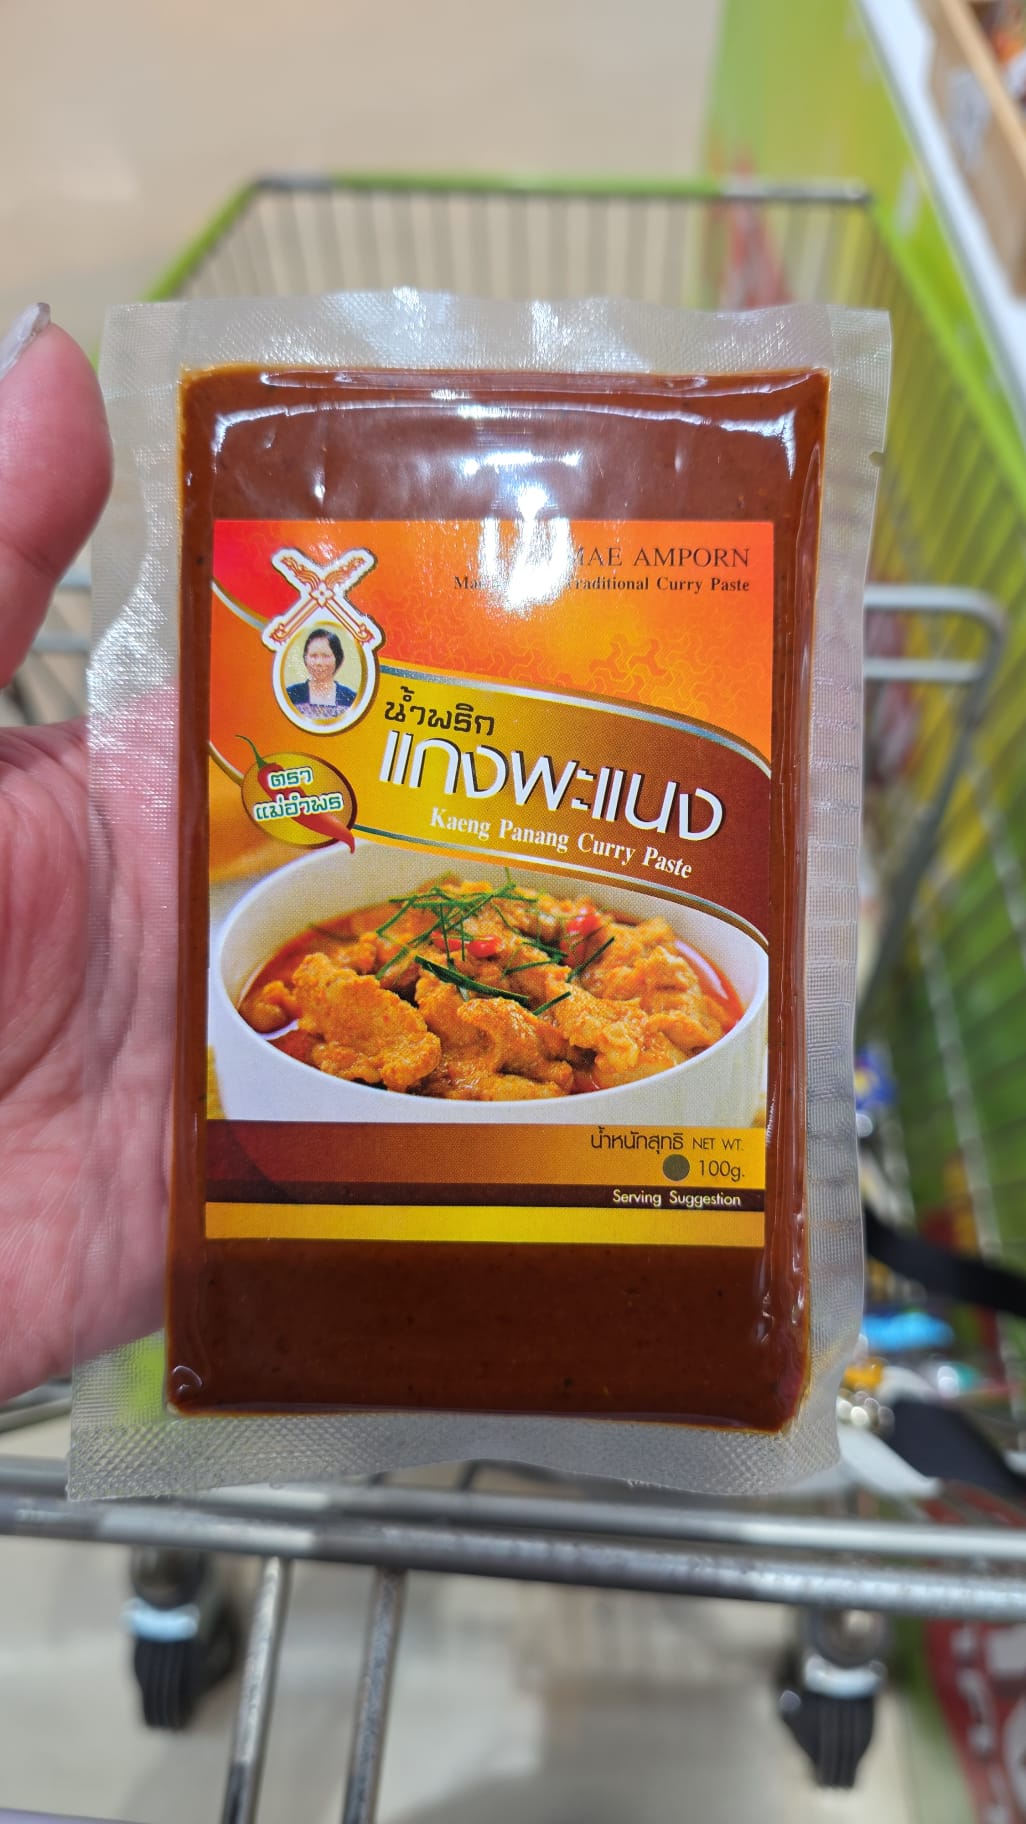 MAE AMPORN
Traditional Curry Paste
น้ำพริก
แกงพะแนง
Kaeng Panang Curry Paste
ตรา
แม่อำพร
น้ำหนักสุทธิ NET WT.
100g.
Serving Suggestion